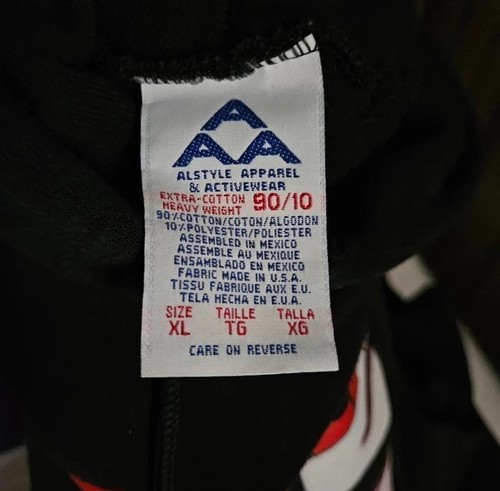 A
A A
ALSTYLE APPAREL
& ACTIVEWEAR
EXTRA-COTTON 90/10
HEAVY WEIGHT
90%COTTON/COTON/ALGODON
10%POLYESTER/POLIESTER
ASSEMBLED IN MEXICO
ASSEMBLE AU MEXIQUE
ENSAMBLADO EN MEXICO
FABRIC MADE IN U.S.A.
TISSU FABRIQUE AUX E.U.
TELA HECHA EN E.U.A.
SIZE TAILLE TALLA
XL TG XG
CARE ON REVERSE